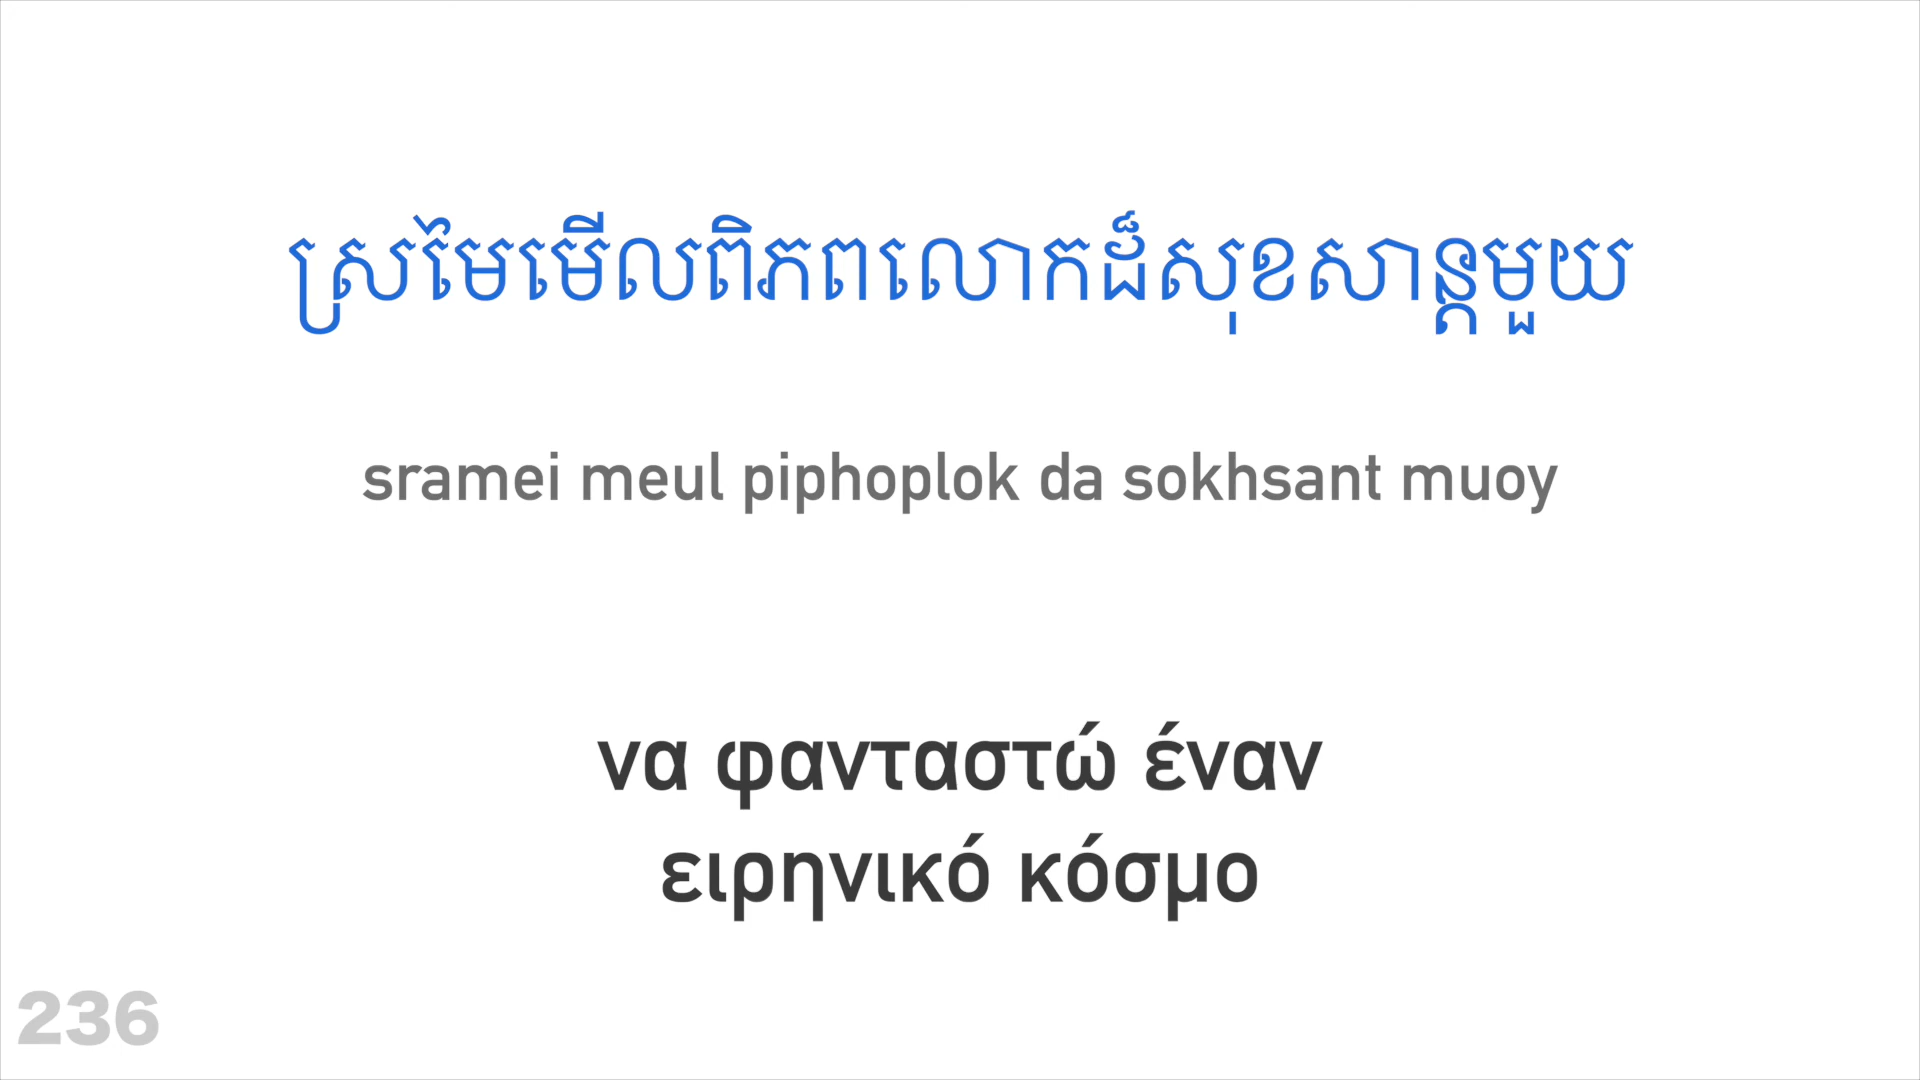 ស្រមៃមើលពិភពលោកដ៏សុខសាន្តមួយ
sramei meul piphoplok da sokhsant muoy
να φανταστώ έναν
ειρηνικό κόσμο
236